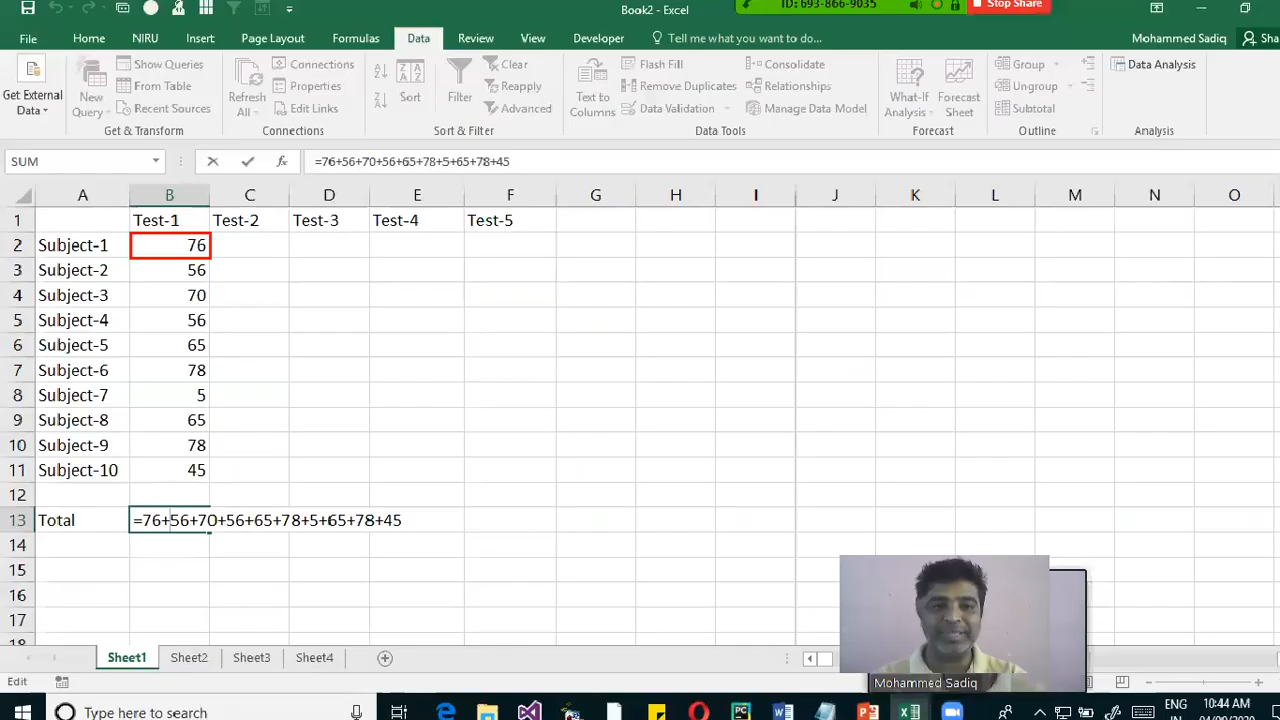 Book2 - Excel
ID: 693-866-9035
Stop Share
File Home NIRU Insert Page Layout Formulas Data Review View Developer Tell me what you want to do... Mohammed Sadiq Sha
Get External Data
New Query
Show Queries
From Table
Recent Sources
Get & Transform
Refresh All
Connections
Properties
Edit Links
Connections
Sort
Filter
Clear
Reapply
Advanced
Sort & Filter
Text to Columns
Flash Fill
Remove Duplicates
Data Validation
Consolidate
Relationships
Manage Data Model
Data Tools
What-If Analysis
Forecast Sheet
Forecast
Group
Ungroup
Subtotal
Outline
Data Analysis
Analysis
SUM =76+56+70+56+65+78+5+65+78+45
A B C D E F G H I J K L M N O
1 Test-1 Test-2 Test-3 Test-4 Test-5
2 Subject-1 76
3 Subject-2 56
4 Subject-3 70
5 Subject-4 56
6 Subject-5 65
7 Subject-6 78
8 Subject-7 5
9 Subject-8 65
10 Subject-9 78
11 Subject-10 45
12
13 Total =76+56+70+56+65+78+5+65+78+45
14
15
16
17
18
Mohammed Sadiq
Sheet1 Sheet2 Sheet3 Sheet4
Edit
Type here to search
ENG
10:44 AM